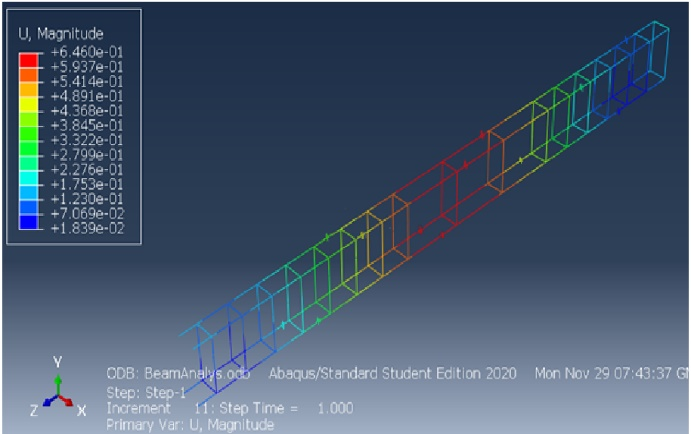 U, Magnitude
+6.460e-01
+5.937e-01
+5.414e-01
+4.891e-01
+4.368e-01
+3.845e-01
+3.322e-01
+2.799e-01
+2.276e-01
+1.753e-01
+1.230e-01
+7.069e-02
+1.839e-02
Y
Z X
ODB: BeamAnalys.odb Abaqus/Standard Student Edition 2020 Mon Nov 29 07:43:37 GM
Step: Step-1
Increment 11: Step Time = 1.000
Primary Var: U, Magnitude